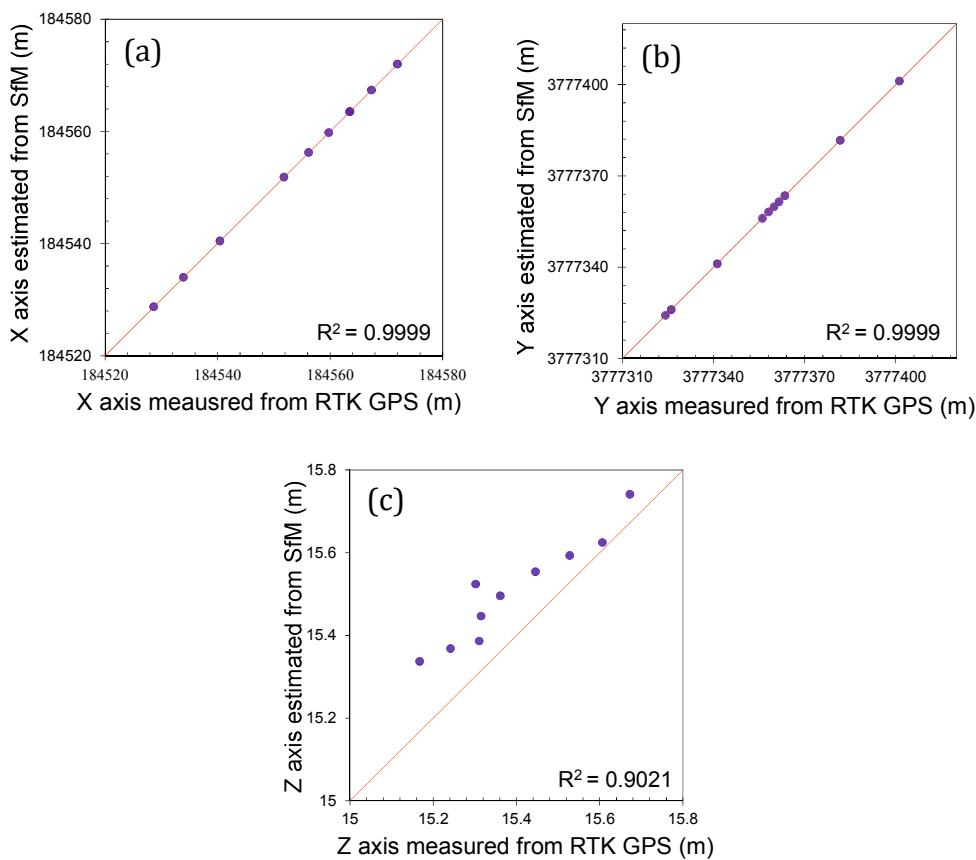 (a)
X axis estimated from SfM (m)
184580
184560
184540
184520
R² = 0.9999
184520 184540 184560 184580
X axis meausred from RTK GPS (m)
(b)
Y axis estimated from SfM (m)
3777400
3777370
3777340
3777310
R² = 0.9999
3777310 3777340 3777370 3777400
Y axis measured from RTK GPS (m)
(c)
Z axis estimated from SfM (m)
15.8
15.6
15.4
15.2
15
R² = 0.9021
15 15.2 15.4 15.6 15.8
Z axis measured from RTK GPS (m)